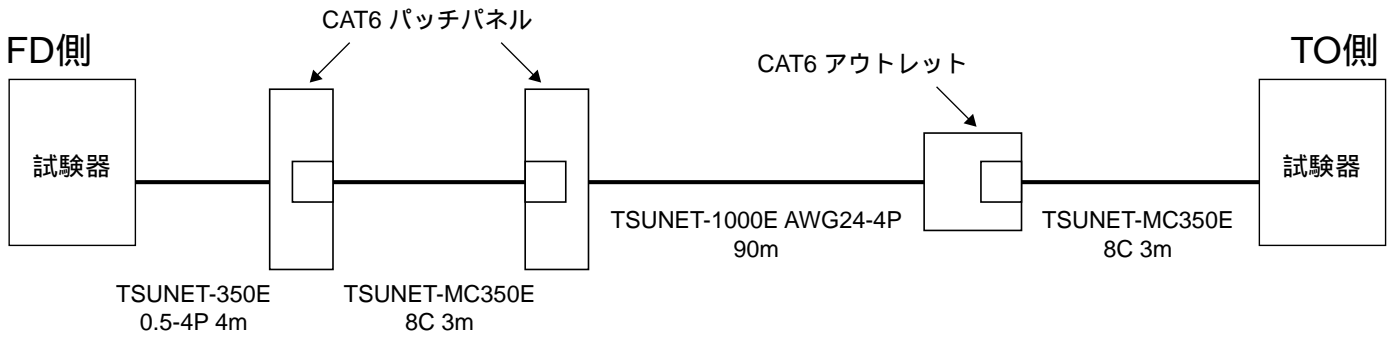 CAT6 パッチパネル
FD側
CAT6 アウトレット
TO側
試験器
試験器
TSUNET-1000E AWG24-4P
90m
TSUNET-MC350E
8C 3m
TSUNET-350E
0.5-4P 4m
TSUNET-MC350E
8C 3m